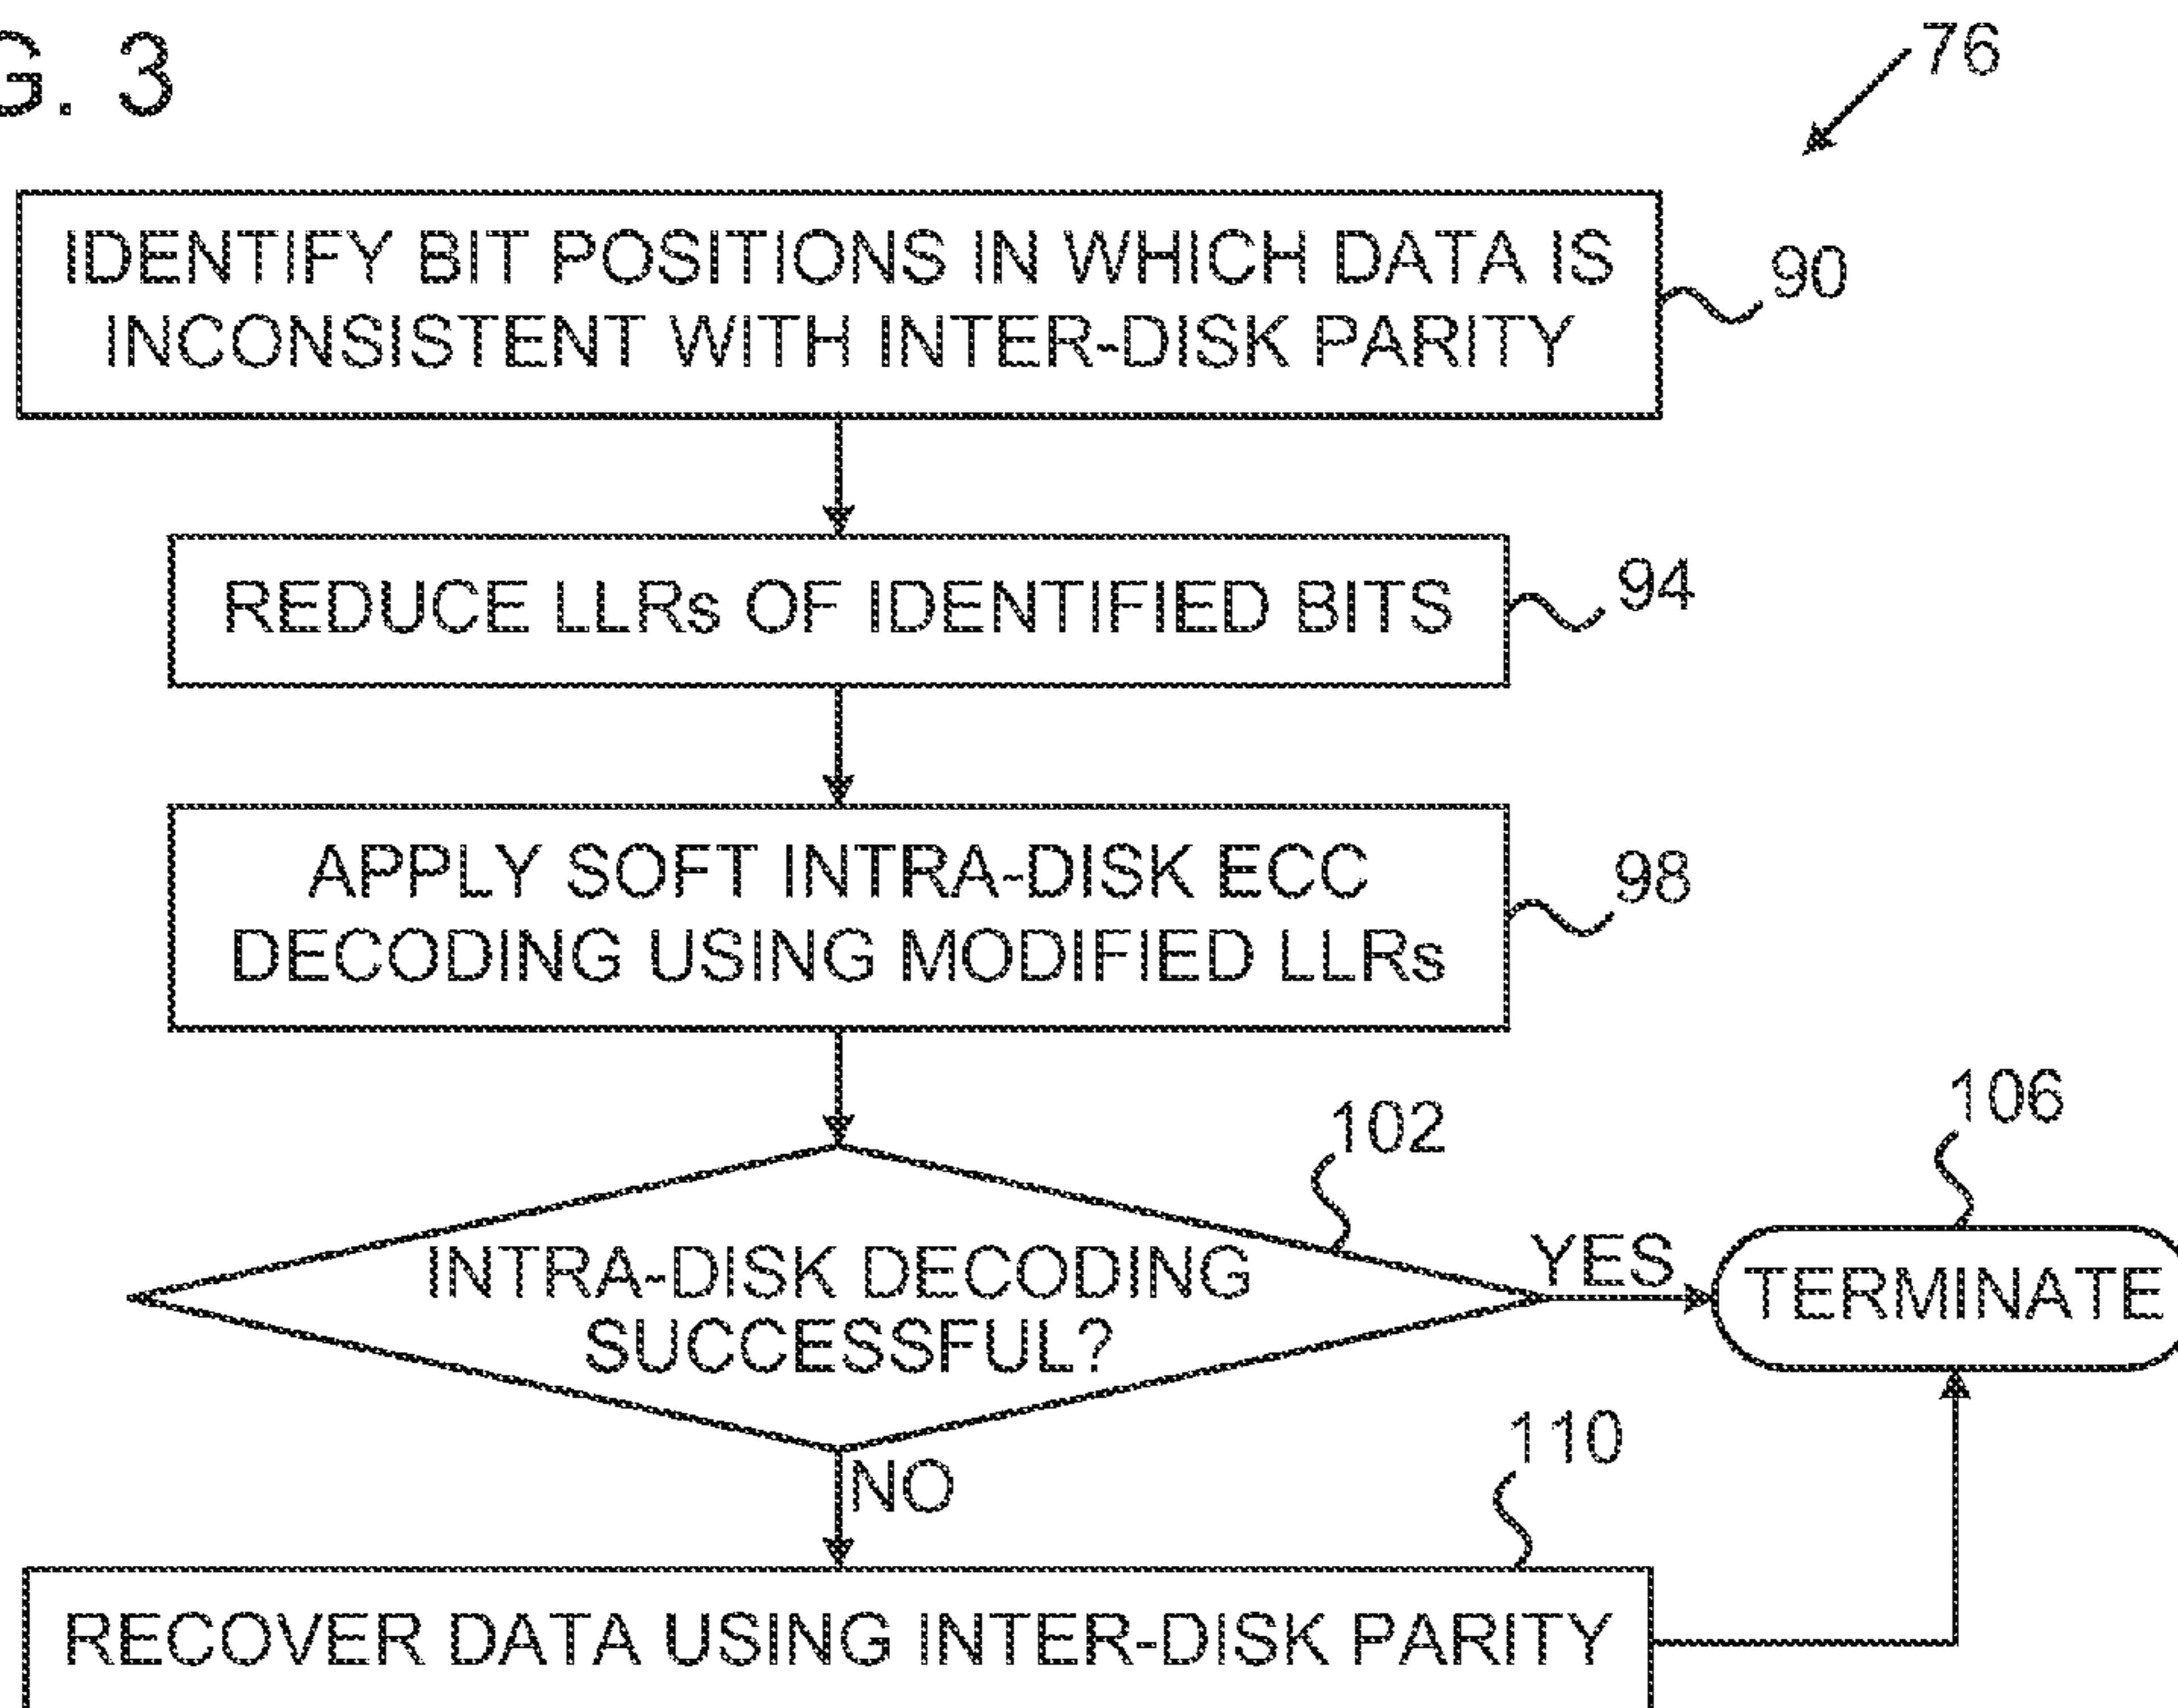 G. 3
76
IDENTIFY BIT POSITIONS IN WHICH DATA IS
INCONSISTENT WITH INTER-DISK PARITY
90
REDUCE LLRs OF IDENTIFIED BITS
94
APPLY SOFT INTRA-DISK ECC
DECODING USING MODIFIED LLRs
98
102
106
INTRA-DISK DECODING
SUCCESSFUL?
YES
TERMINATE
NO
110
RECOVER DATA USING INTER-DISK PARITY